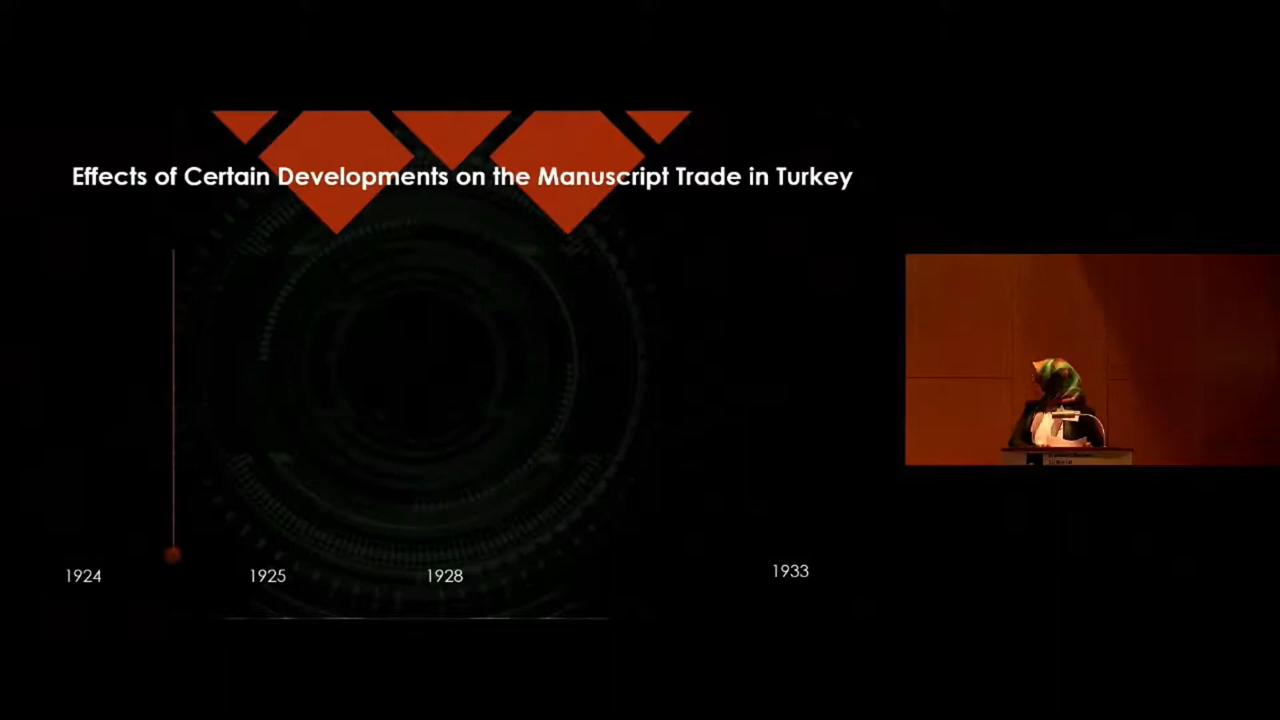 Effects of Certain Developments on the Manuscript Trade in Turkey
1924
1925
1928
1933